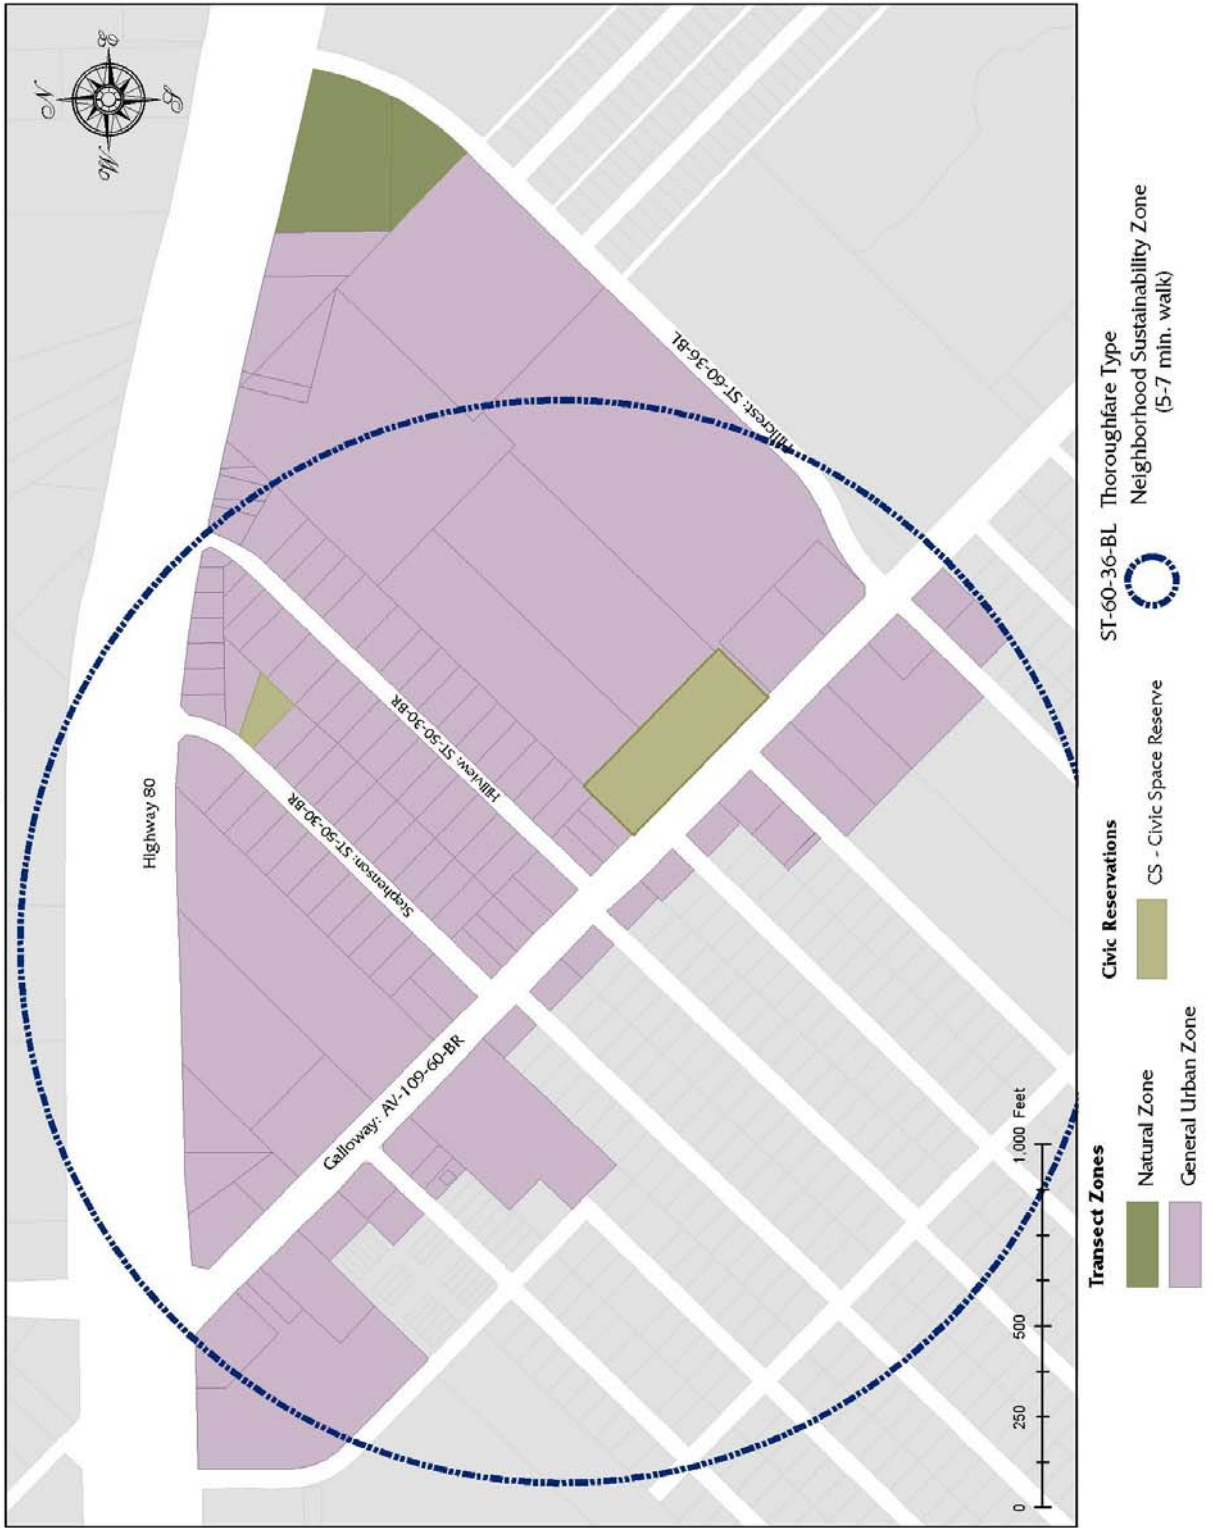 N
E
S
W
Highway 80
Stephenson: ST-50-30-BR
Hillview: ST-50-30-BR
Hillcrest: ST-60-36-BL
Galloway: AV-109-60-BR
0 250 500 1,000 Feet
Transect Zones
Natural Zone
General Urban Zone
Civic Reservations
CS - Civic Space Reserve
ST-60-36-BL Thoroughfare Type
Neighborhood Sustainability Zone
(5-7 min. walk)